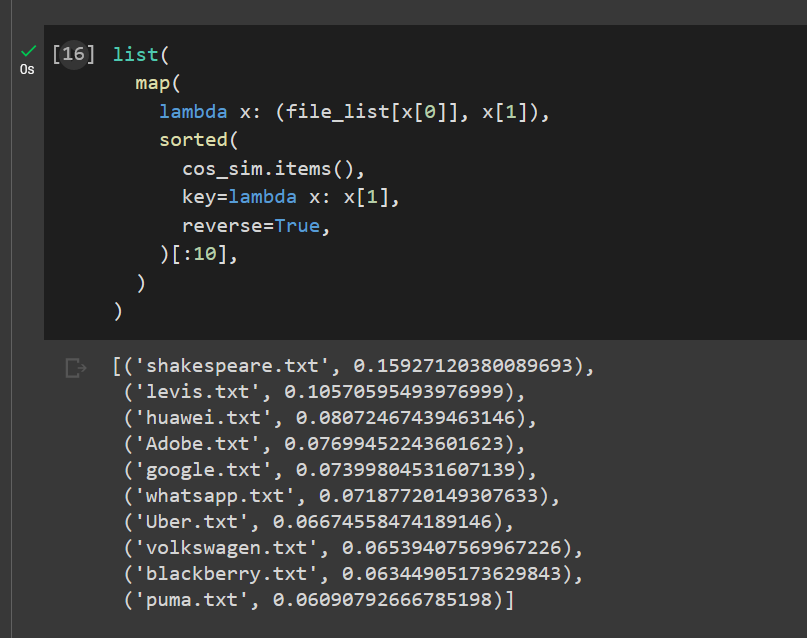 [16] list(
map(
lambda x: (file_list[x[0]], x[1]),
sorted(
cos_sim.items(),
key=lambda x: x[1],
reverse=True,
)[:10],
)
)
0s
[('shakespeare.txt', 0.15927120380089693),
('levis.txt', 0.10570595493976999),
('huawei.txt', 0.08072467439463146),
('Adobe.txt', 0.07699452243601623),
('google.txt', 0.07399804531607139),
('whatsapp.txt', 0.07187720149307633),
('Uber.txt', 0.06674558474189146),
('volkswagen.txt', 0.06539407569967226),
('blackberry.txt', 0.06344905173629843),
('puma.txt', 0.06090792666785198)]